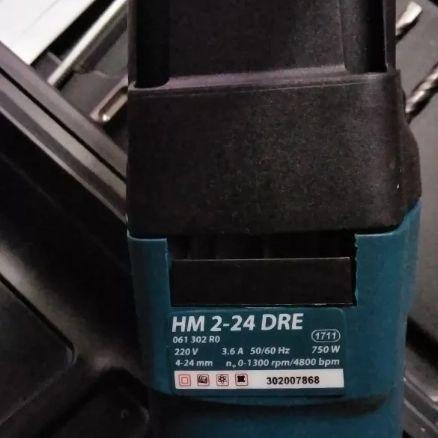 HM 2-24 DRE
061 302 R0 1711
220 V 3.6 A 50/60 Hz 750 W
4-24 mm n₀ 0-1300 rpm/4800 bpm
302007868